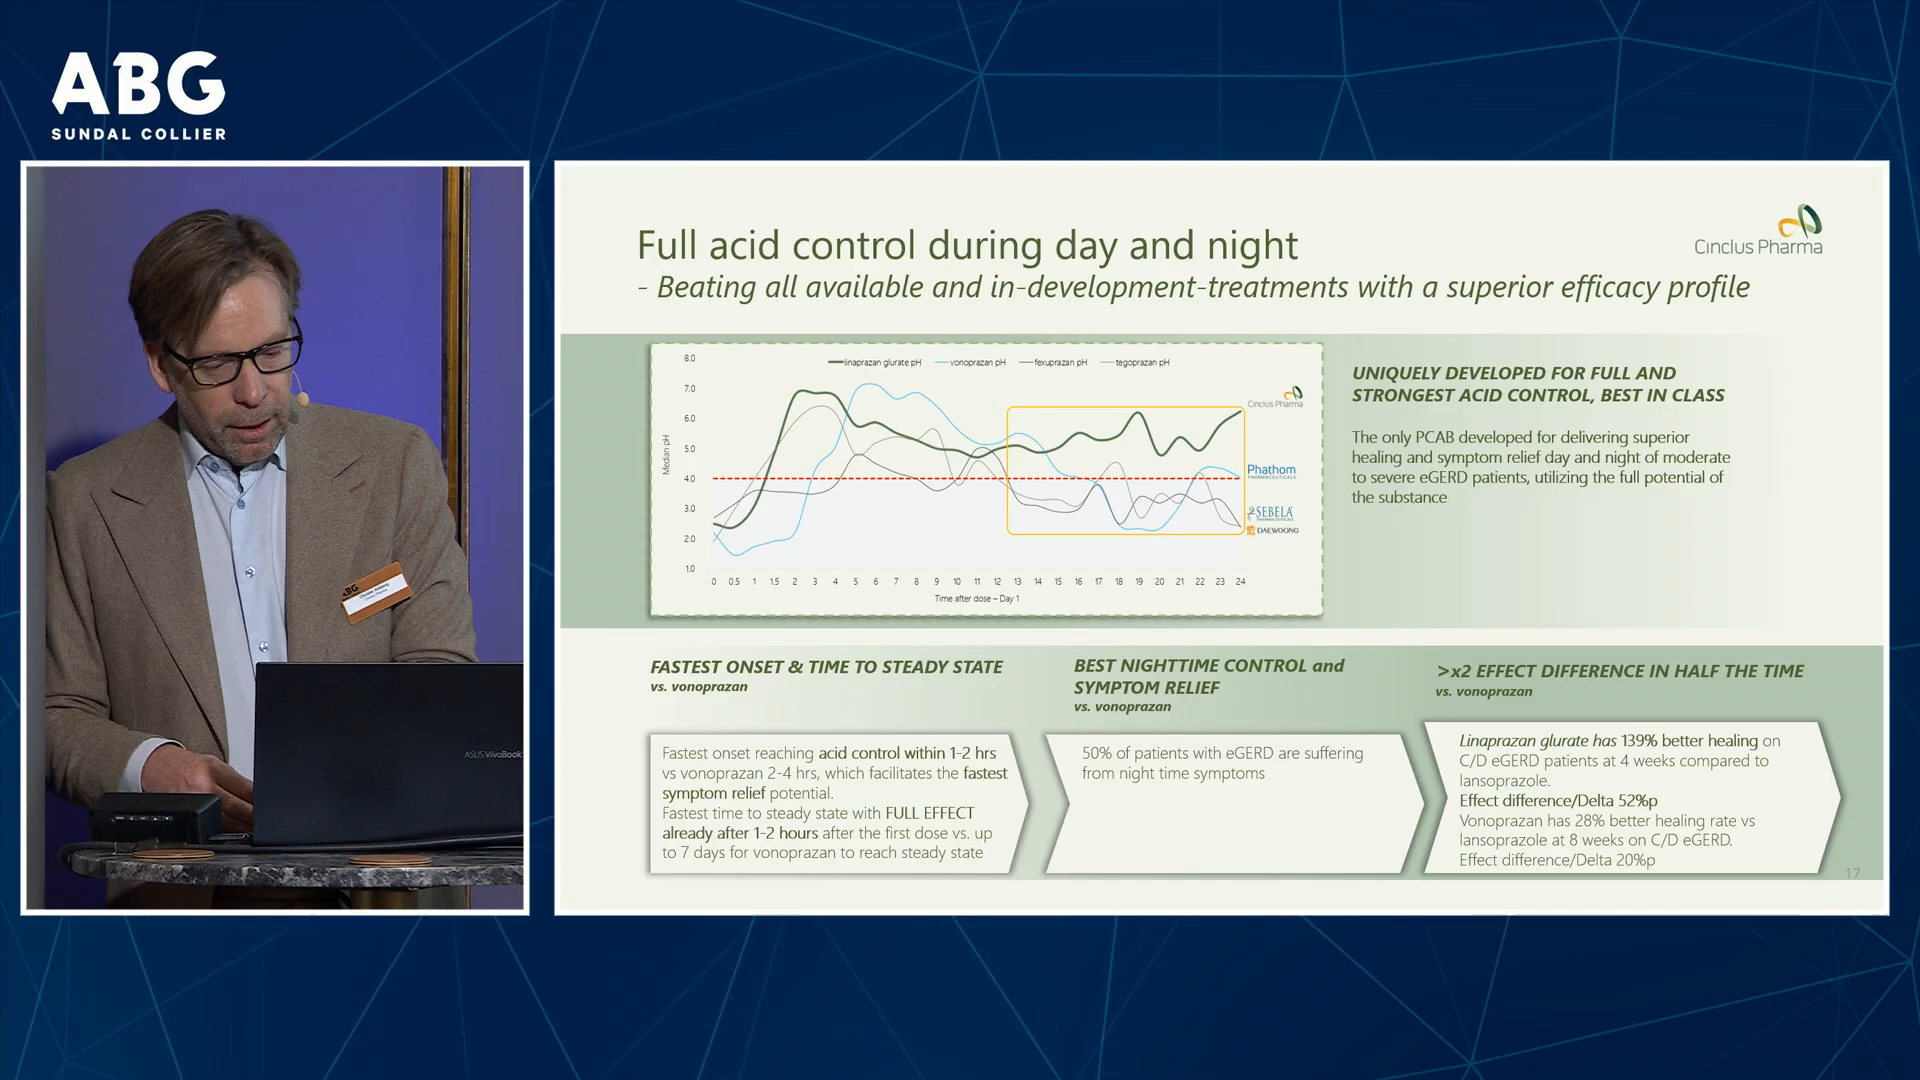 ABG
SUNDAL COLLIER
Full acid control during day and night
- Beating all available and in-development-treatments with a superior efficacy profile
Cinclus Pharma
8.0
7.0
6.0
5.0
4.0
3.0
2.0
1.0
Median pH
linaprazan glurate pH
vonoprazan pH
fexuprazan pH
tegoprazan pH
Cinclus Pharma
Phathom
PHARMACEUTICALS
SEBELA
PHARMACEUTICALS
DAEWOONG
0 0.5 1 1.5 2 3 4 5 6 7 8 9 10 11 12 13 14 15 16 17 18 19 20 21 22 23 24
Time after dose – Day 1
UNIQUELY DEVELOPED FOR FULL AND
STRONGEST ACID CONTROL, BEST IN CLASS
The only PCAB developed for delivering superior
healing and symptom relief day and night of moderate
to severe eGERD patients, utilizing the full potential of
the substance
FASTEST ONSET & TIME TO STEADY STATE
vs. vonoprazan
Fastest onset reaching acid control within 1-2 hrs
vs vonoprazan 2-4 hrs, which facilitates the fastest
symptom relief potential.
Fastest time to steady state with FULL EFFECT
already after 1-2 hours after the first dose vs. up
to 7 days for vonoprazan to reach steady state
BEST NIGHTTIME CONTROL and
SYMPTOM RELIEF
vs. vonoprazan
50% of patients with eGERD are suffering
from night time symptoms
>x2 EFFECT DIFFERENCE IN HALF THE TIME
vs. vonoprazan
Linaprazan glurate has 139% better healing on
C/D eGERD patients at 4 weeks compared to
lansoprazole.
Effect difference/Delta 52%p
Vonoprazan has 28% better healing rate vs
lansoprazole at 8 weeks on C/D eGERD.
Effect difference/Delta 20%p
17
ABG
ASUS VivoBook